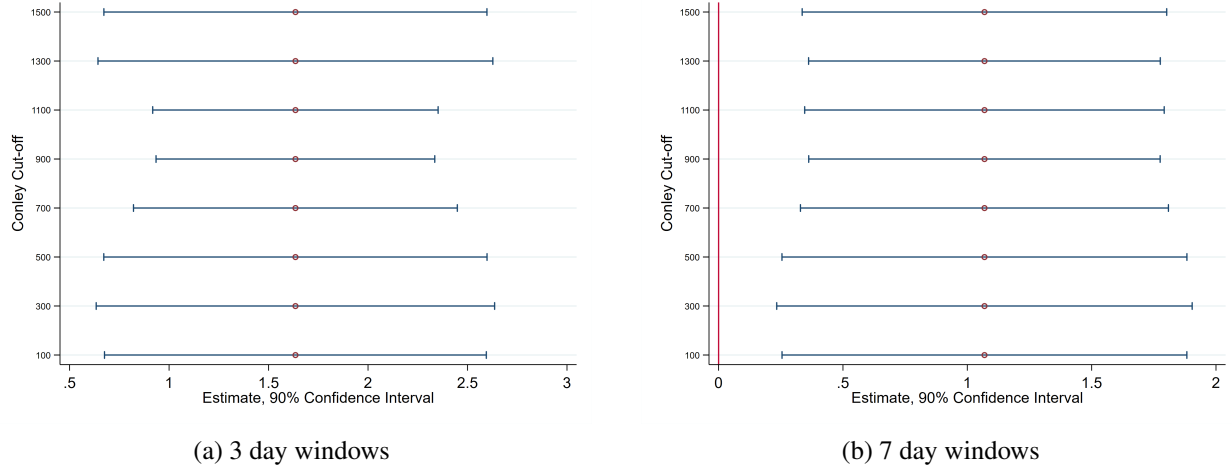 Conley Cut-off
1500
1300
1100
900
700
500
300
100
.5 1 1.5 2 2.5 3
Estimate, 90% Confidence Interval
(a) 3 day windows
Conley Cut-off
1500
1300
1100
900
700
500
300
100
0 .5 1 1.5 2
Estimate, 90% Confidence Interval
(b) 7 day windows